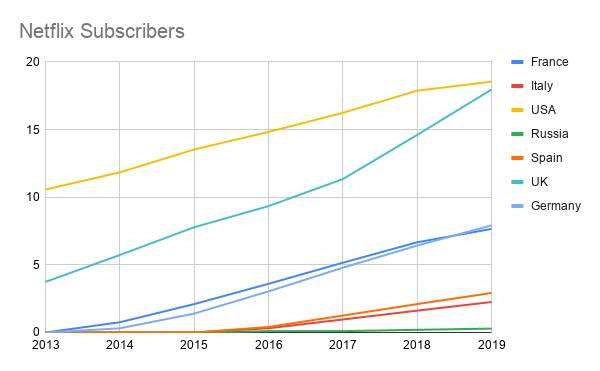 Netflix Subscribers
20
15
10
5
0
2013 2014 2015 2016 2017 2018 2019
France
Italy
USA
Russia
Spain
UK
Germany